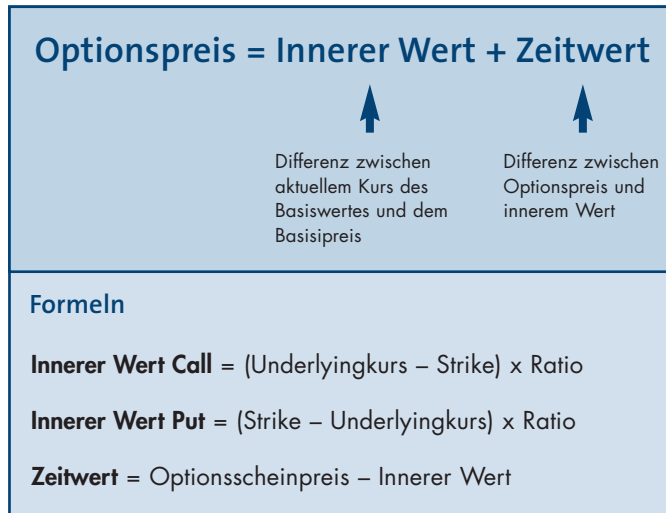 Optionspreis = Innerer Wert + Zeitwert
Differenz zwischen
aktuellem Kurs des
Basiswertes und dem
Basisipreis
Differenz zwischen
Optionspreis und
innerem Wert
Formeln
Innerer Wert Call = (Underlyingkurs – Strike) x Ratio
Innerer Wert Put = (Strike – Underlyingkurs) x Ratio
Zeitwert = Optionsscheinpreis – Innerer Wert